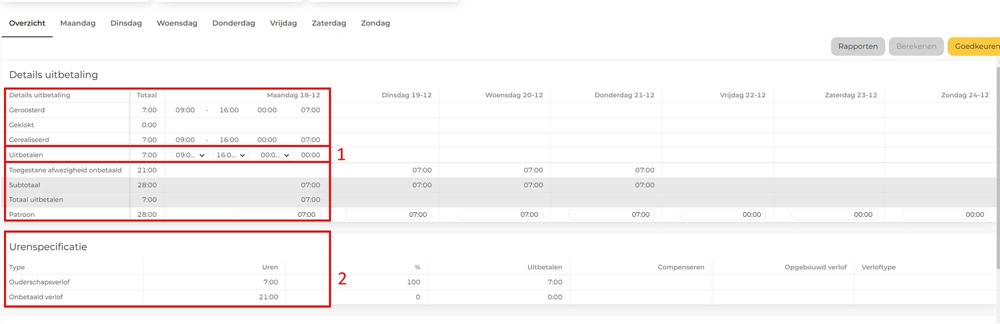 Overzicht Maandag Dinsdag Woensdag Donderdag Vrijdag Zaterdag Zondag
Rapporten Berekenen Goedkeuren
Details uitbetaling
Details uitbetaling Totaal Maandag 18-12 Dinsdag 19-12 Woensdag 20-12 Donderdag 21-12 Vrijdag 22-12 Zaterdag 23-12 Zondag 24-12
Geroosterd 7:00 09:00 - 16:00 00:00 07:00
Geklokt 0:00
Gerealiseerd 7:00 09:00 - 16:00 00:00 07:00
Uitbetalen 7:00 09:0... 16:0... 00:0... 00:00 1
Toegestane afwezigheid onbetaald 21:00 07:00 07:00 07:00
Subtotaal 28:00 07:00 07:00 07:00 07:00
Totaal uitbetalen 7:00 07:00
Patroon 28:00 07:00 07:00 07:00 07:00 00:00 00:00 00:00
Urenspecificatie
Type Uren % Uitbetalen Compenseren Opgebouwd verlof Verloftype
2
Ouderschapsverlof 7:00 100 7:00
Onbetaald verlof 21:00 0 0:00